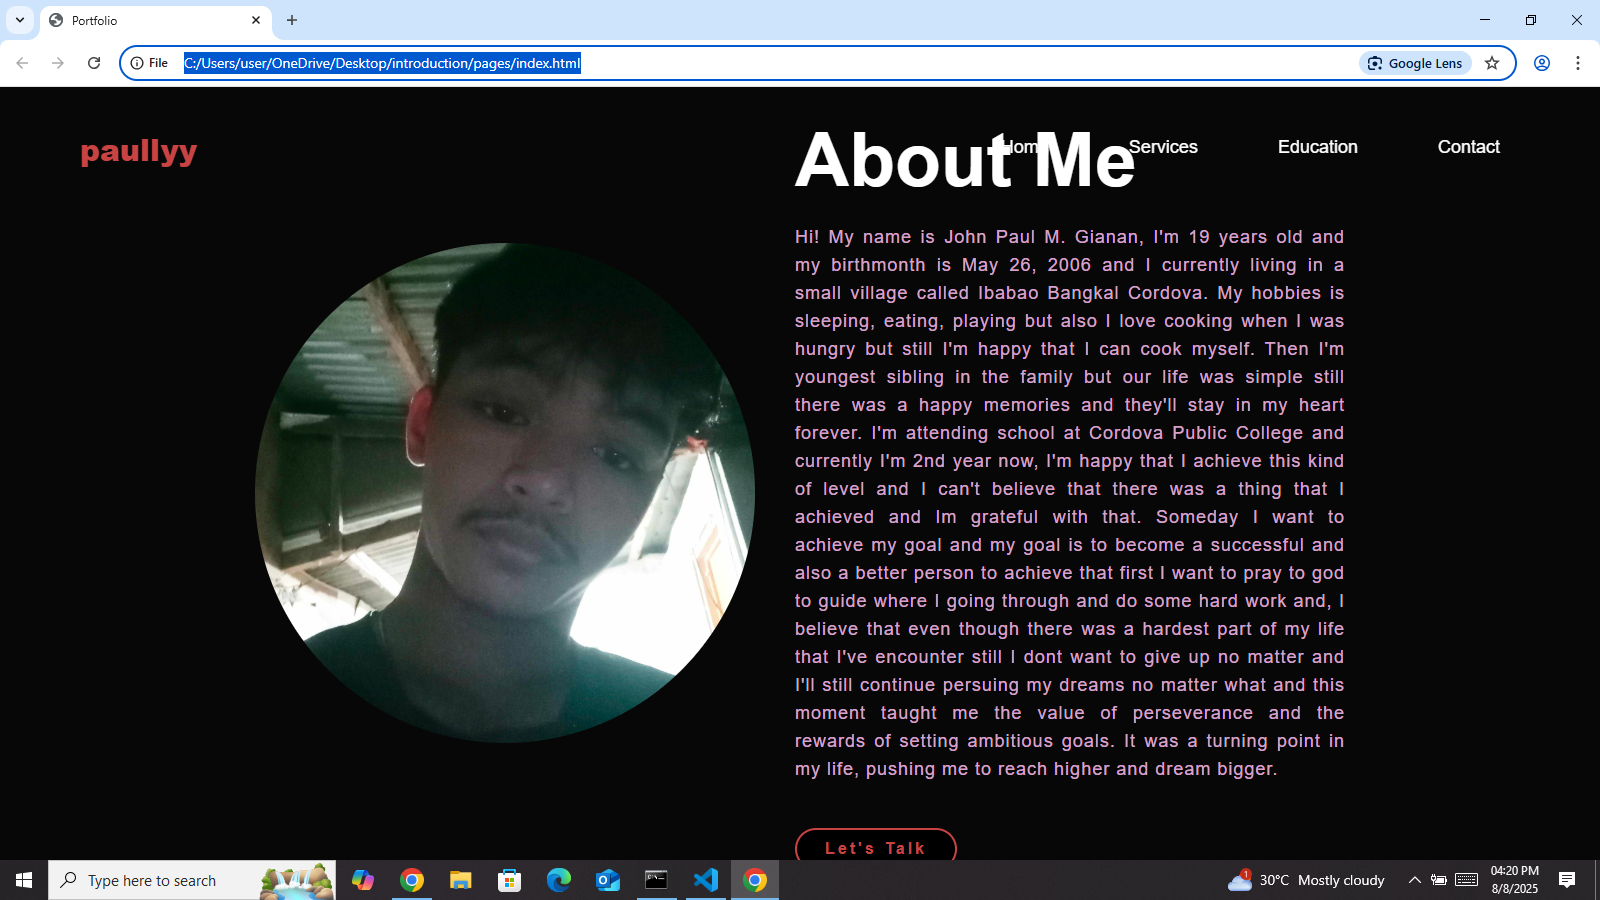 Portfolio
File
C:/Users/user/OneDrive/Desktop/introduction/pages/index.html
Google Lens
paullyy
Home
Services
Education
Contact
About Me
Hi! My name is John Paul M. Gianan, I'm 19 years old and
my birthmonth is May 26, 2006 and I currently living in a
small village called Ibabao Bangkal Cordova. My hobbies is
sleeping, eating, playing but also I love cooking when I was
hungry but still I'm happy that I can cook myself. Then I'm
youngest sibling in the family but our life was simple still
there was a happy memories and they'll stay in my heart
forever. I'm attending school at Cordova Public College and
currently I'm 2nd year now, I'm happy that I achieve this kind
of level and I can't believe that there was a thing that I
achieved and Im grateful with that. Someday I want to
achieve my goal and my goal is to become a successful and
also a better person to achieve that first I want to pray to god
to guide where I going through and do some hard work and, I
believe that even though there was a hardest part of my life
that I've encounter still I dont want to give up no matter and
I'll still continue persuing my dreams no matter what and this
moment taught me the value of perseverance and the
rewards of setting ambitious goals. It was a turning point in
my life, pushing me to reach higher and dream bigger.
Let's Talk
Type here to search
1
30°C Mostly cloudy
04:20 PM
8/8/2025